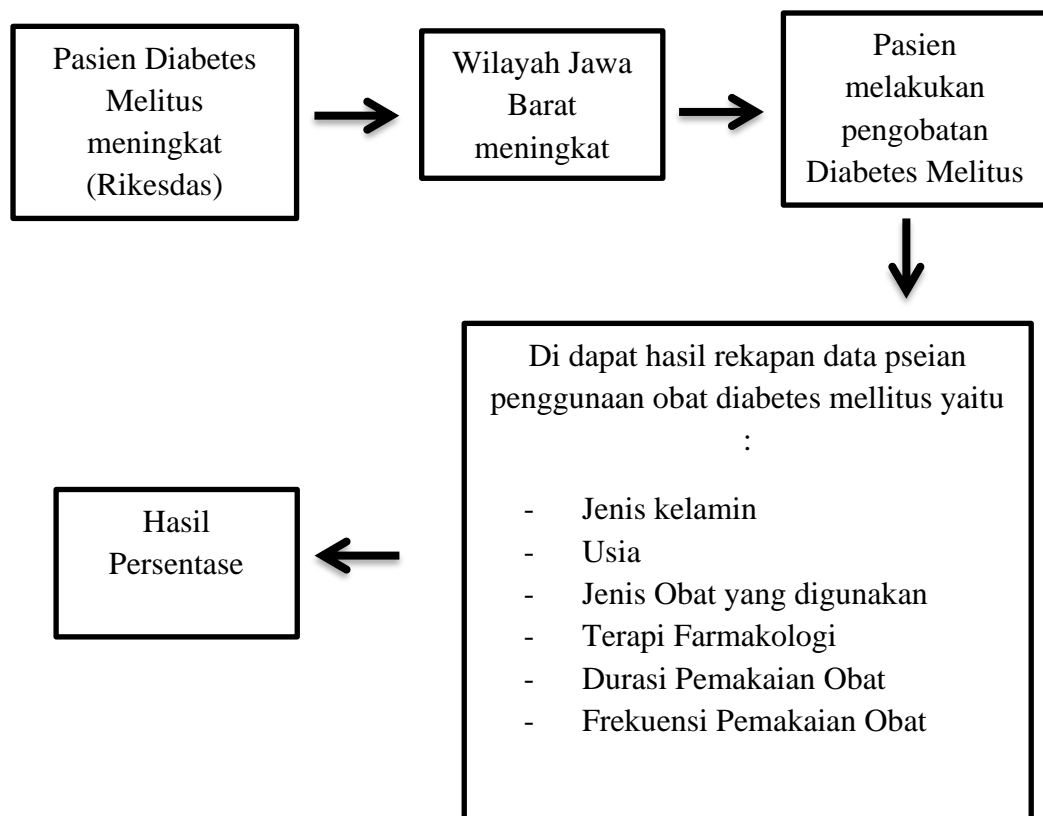 Pasien Diabetes
Melitus
meningkat
(Rikesdas)
Wilayah Jawa
Barat
meningkat
Pasien
melakukan
pengobatan
Diabetes Melitus
Di dapat hasil rekapan data pseian
penggunaan obat diabetes mellitus yaitu
:
- Jenis kelamin
- Usia
- Jenis Obat yang digunakan
- Terapi Farmakologi
- Durasi Pemakaian Obat
- Frekuensi Pemakaian Obat
Hasil
Persentase